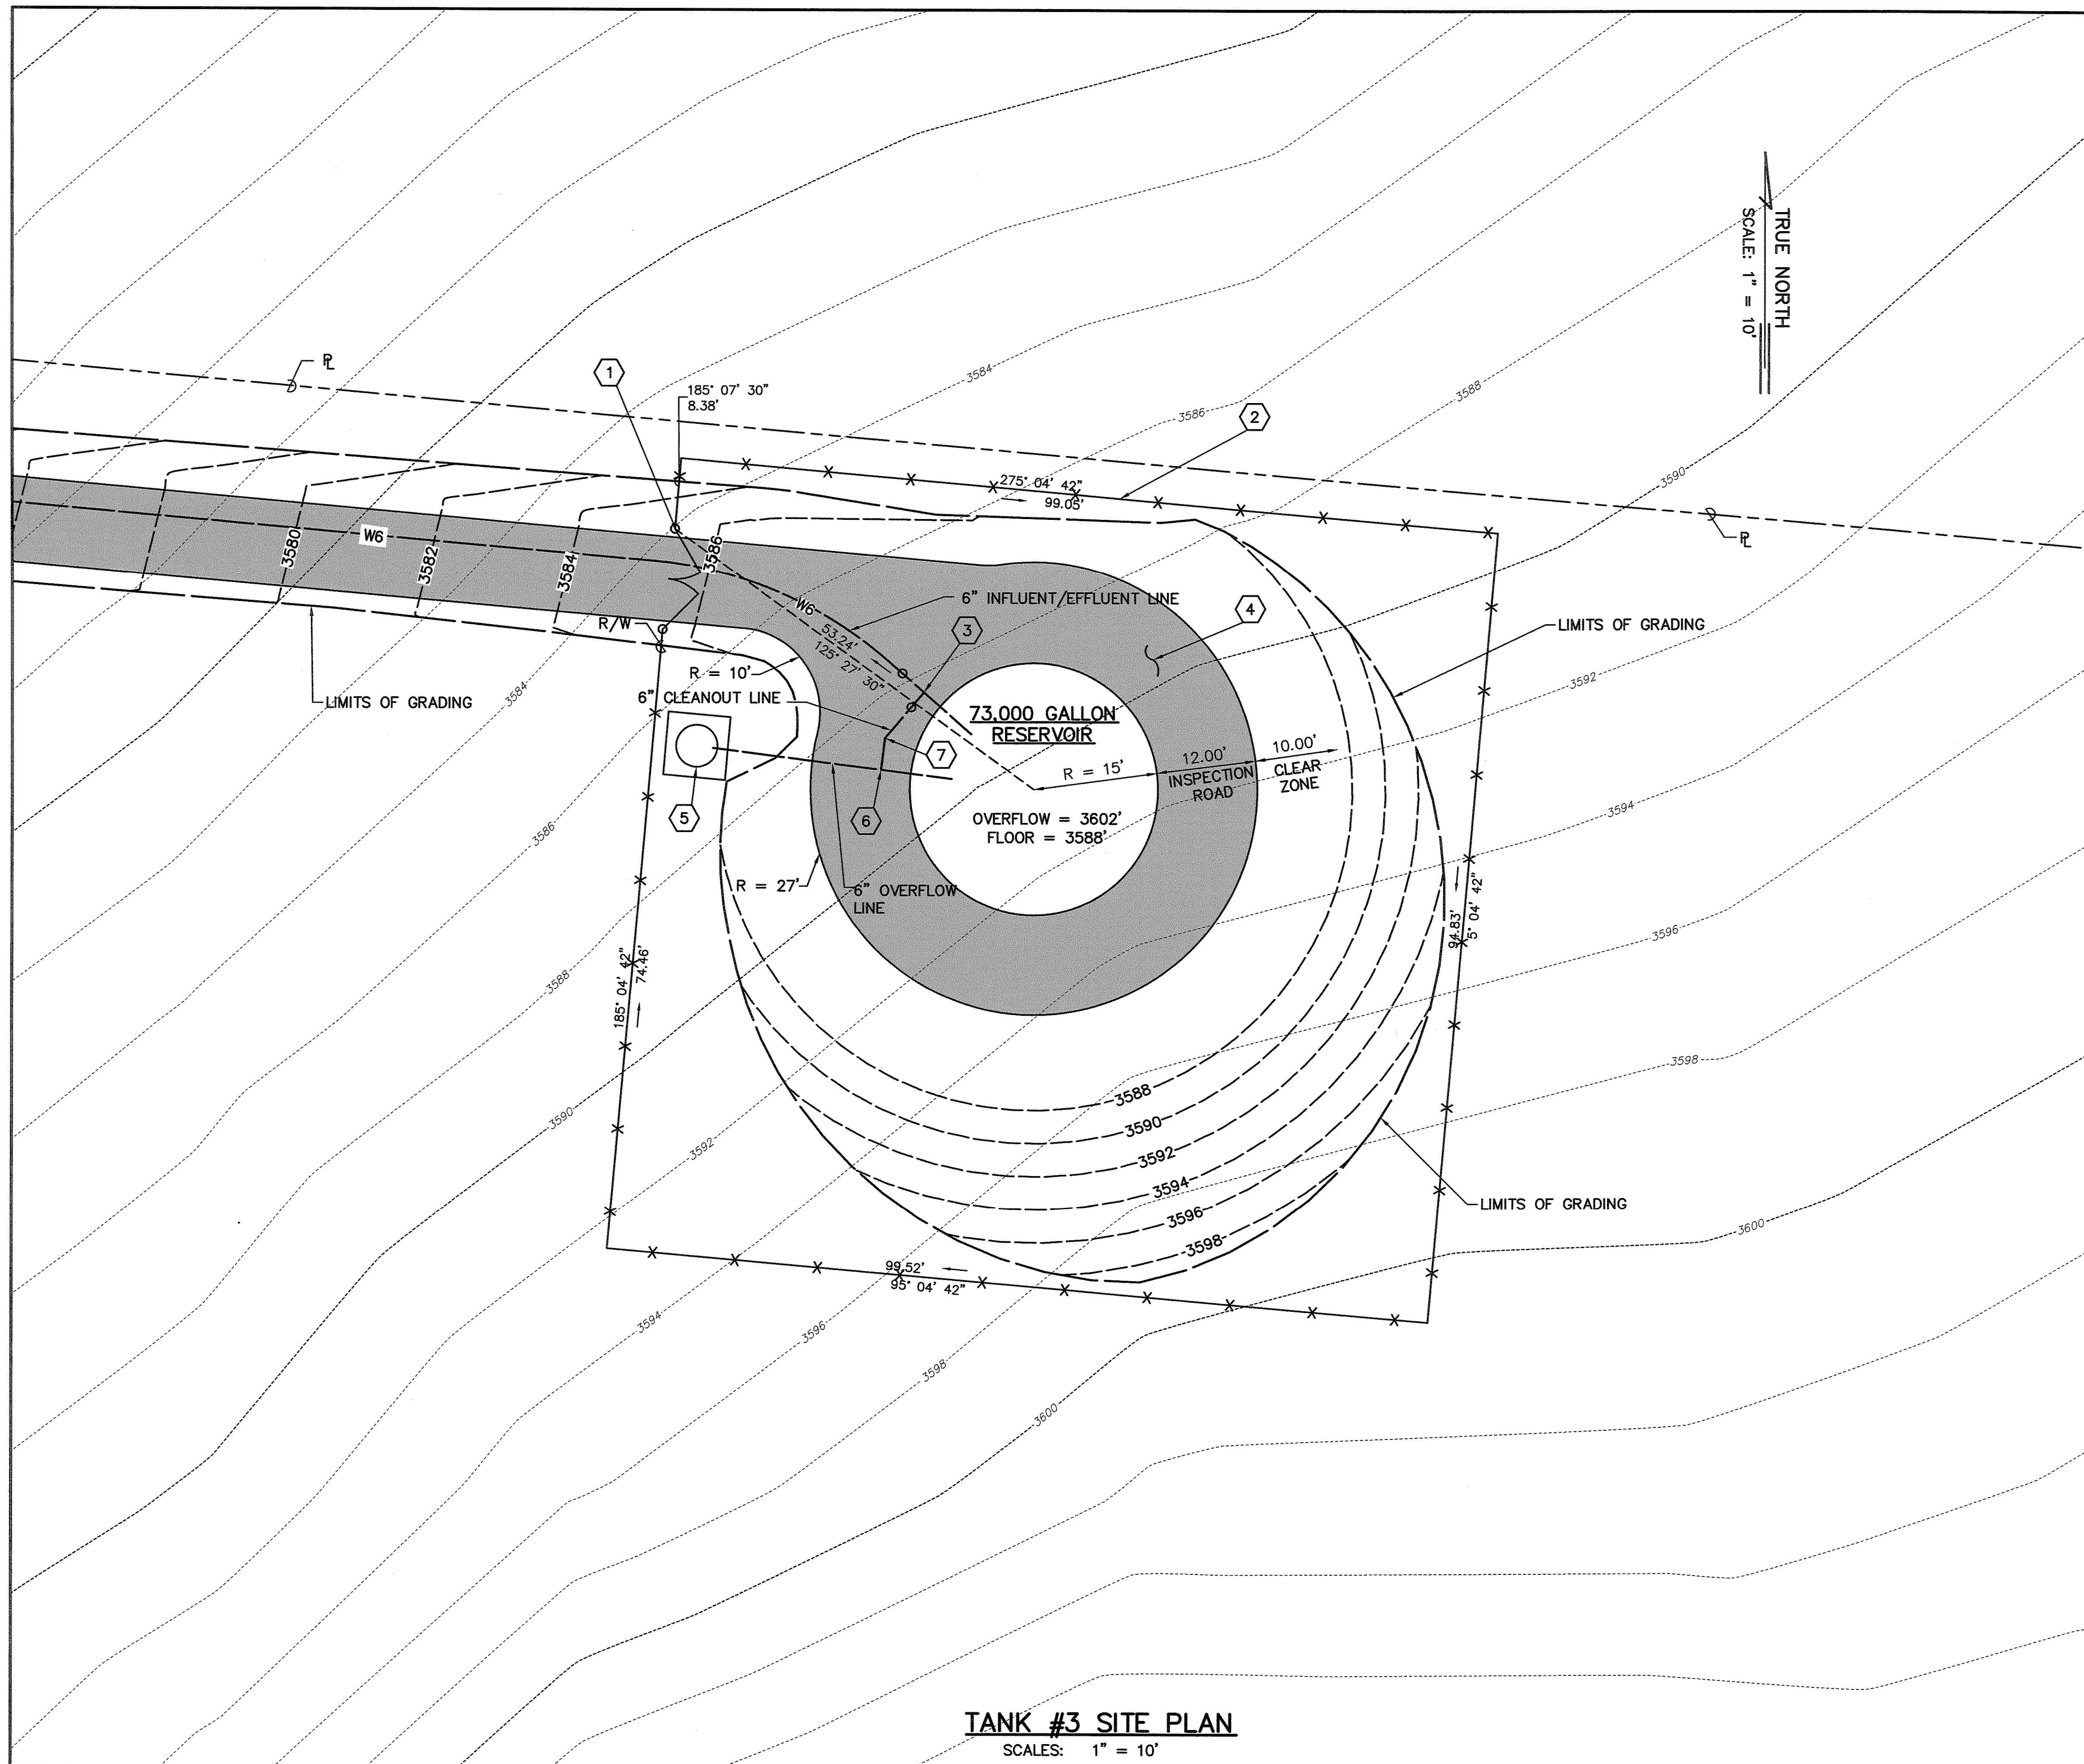 TRUE NORTH
SCALE: 1" = 10'
PL
1
185° 07' 30"
8.38'
3584
3586
3588
2
275° 04' 42"
99.05'
3590
PL
W6
3580
3582
3584
3586
R/W
W6
6" INFLUENT/EFFLUENT LINE
3
4
53.24'
125° 27' 30"
LIMITS OF GRADING
R = 10'
6" CLEANOUT LINE
LIMITS OF GRADING
3584
3592
73,000 GALLON
RESERVOIR
7
R = 15'
12.00'
INSPECTION
ROAD
10.00'
CLEAR
ZONE
5
6
OVERFLOW = 3602'
FLOOR = 3588'
3594
3586
R = 27'
6" OVERFLOW
LINE
94.83'
5° 04' 42"
3596
185° 04' 42"
74.46'
3588
3598
3590
3588
3590
3592
3592
3594
3596
3598
LIMITS OF GRADING
3600
99.52'
95° 04' 42"
3594
3596
3598
3600
TANK #3 SITE PLAN
SCALES: 1" = 10'